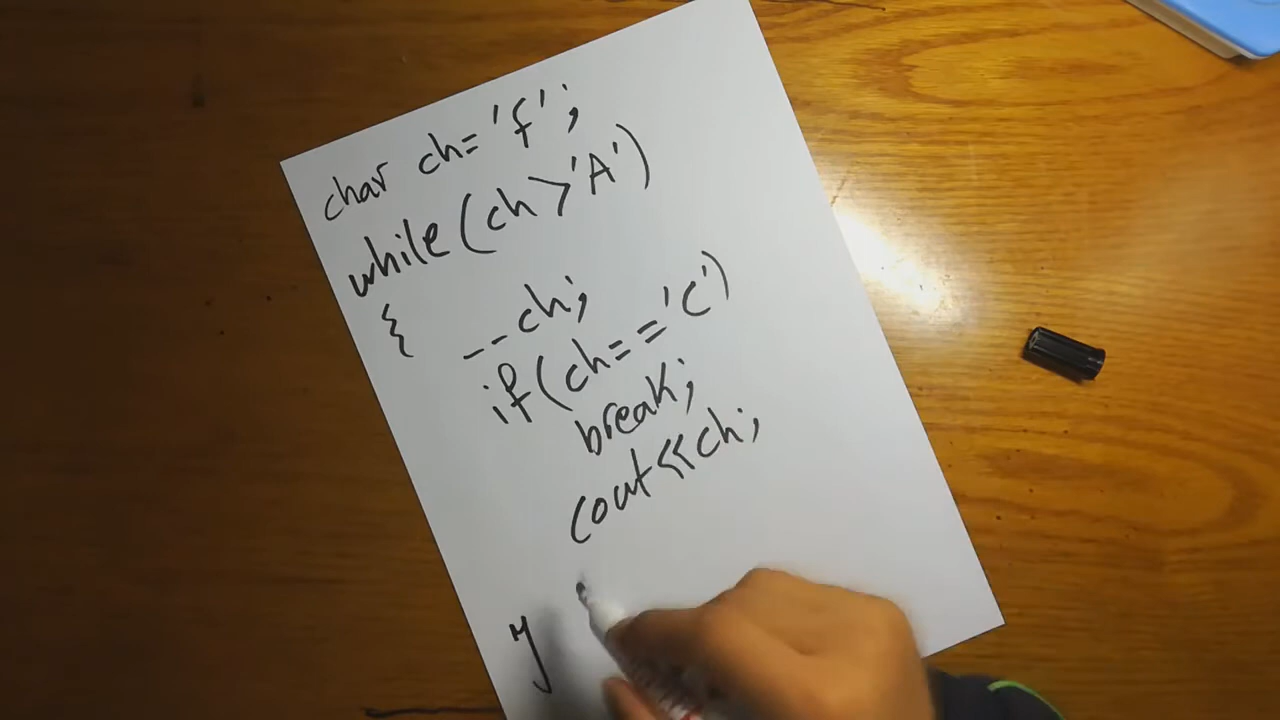 char ch='f';
while(ch>'A')
{ --ch;
if(ch=='C')
break;
cout<<ch;
}